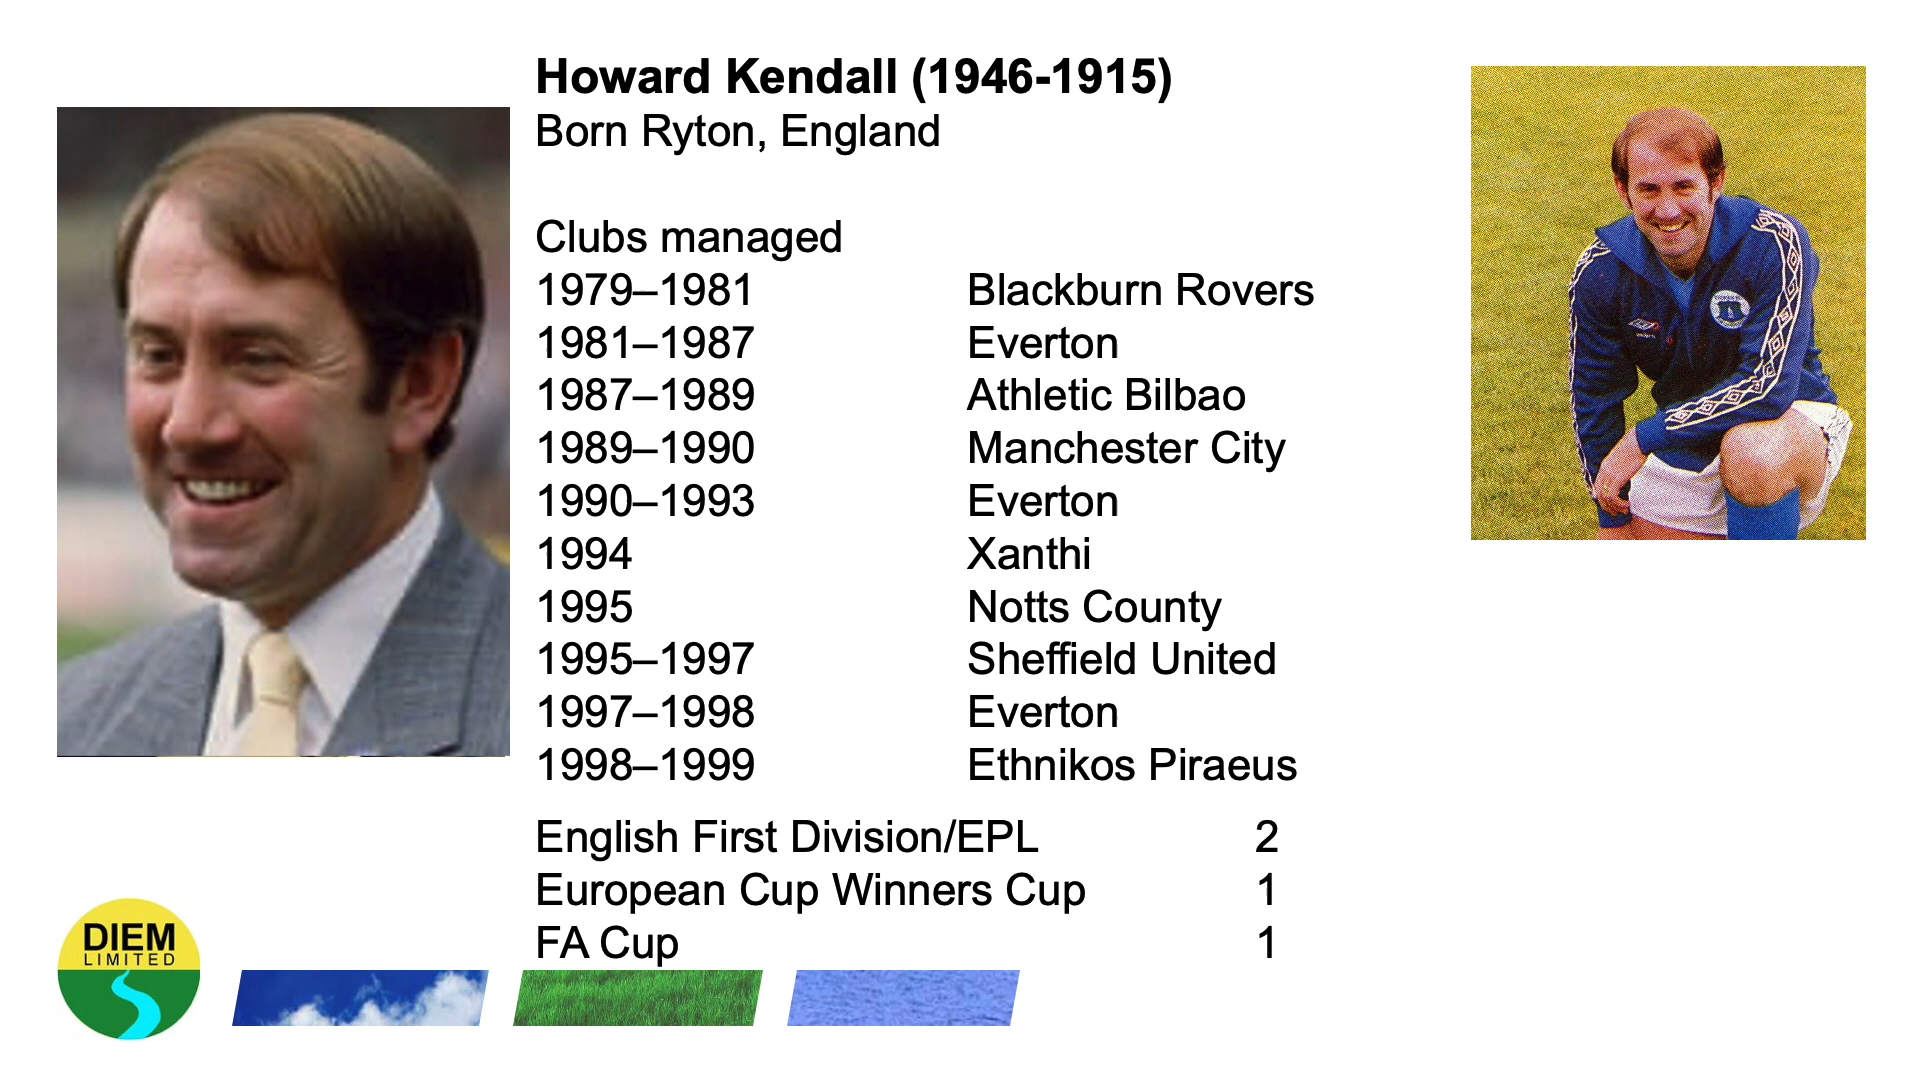 Howard Kendall (1946-1915)
Born Ryton, England
Clubs managed
1979–1981 Blackburn Rovers
1981–1987 Everton
1987–1989 Athletic Bilbao
1989–1990 Manchester City
1990–1993 Everton
1994 Xanthi
1995 Notts County
1995–1997 Sheffield United
1997–1998 Everton
1998–1999 Ethnikos Piraeus
English First Division/EPL 2
European Cup Winners Cup 1
FA Cup 1
DIEM
LIMITED